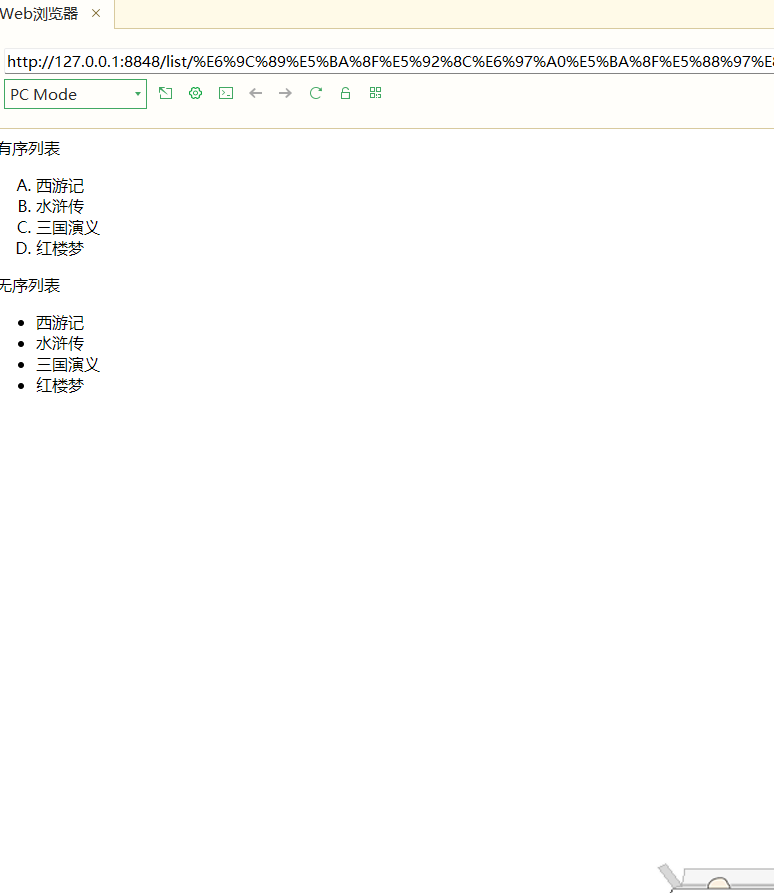 Web浏览器
http://127.0.0.1:8848/list/%E6%9C%89%E5%BA%8F%E5%92%8C%E6%97%A0%E5%BA%8F%E5%88%97%E8
PC Mode
有序列表
A. 西游记
B. 水浒传
C. 三国演义
D. 红楼梦
无序列表
• 西游记
• 水浒传
• 三国演义
• 红楼梦